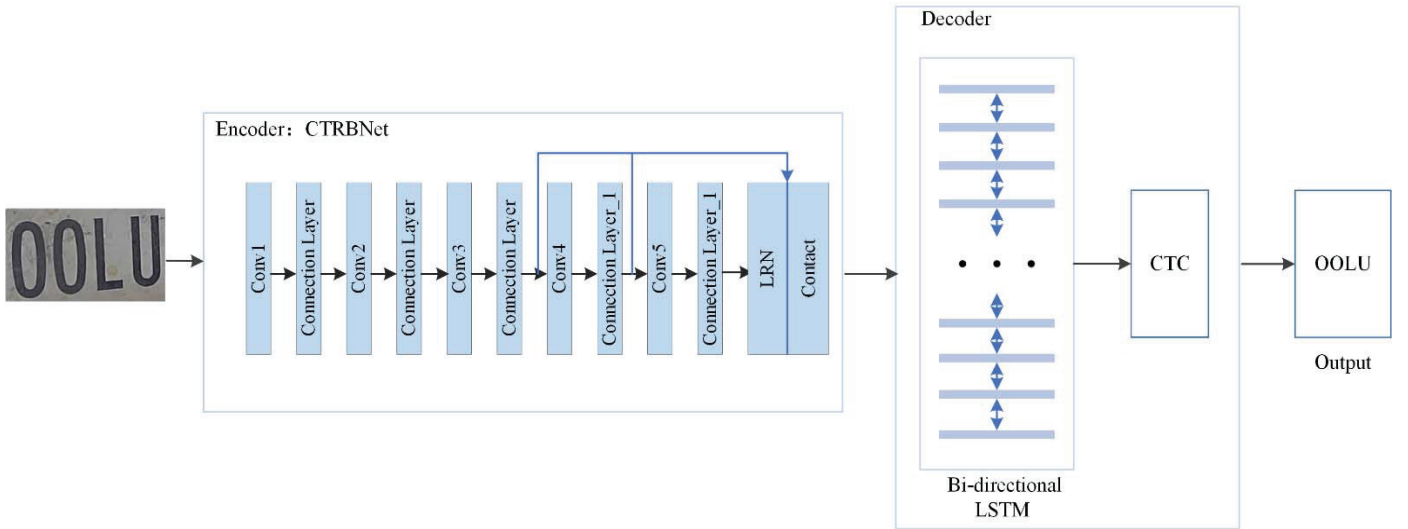 Decoder
Encoder：CTRBNet
OOLU
Conv1
Connection Layer
Conv2
Connection Layer
Conv3
Connection Layer
Conv4
Connection Layer_1
Conv5
Connection Layer_1
LRN
Contact
• • •
CTC
OOLU
Output
Bi-directional
LSTM